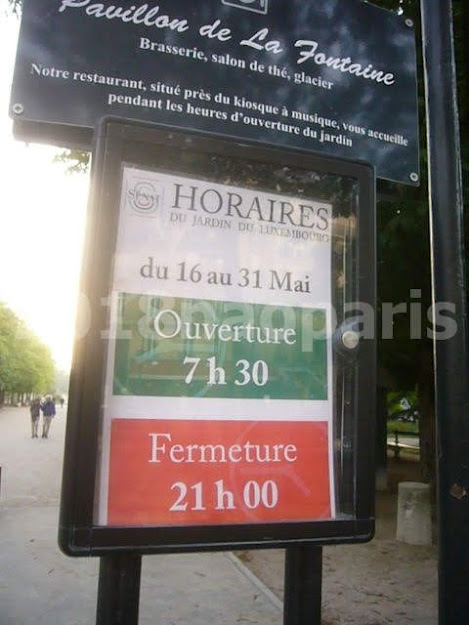 Pavillon de La Fontaine
Brasserie, salon de thé, glacier
Notre restaurant, situé près du kiosque à musique, vous accueille
pendant les heures d'ouverture du jardin
SÉNAT
HORAIRES
DU JARDIN DU LUXEMBOURG
du 16 au 31 Mai
2018paoparis
Ouverture
7 h 30
Fermeture
21 h 00